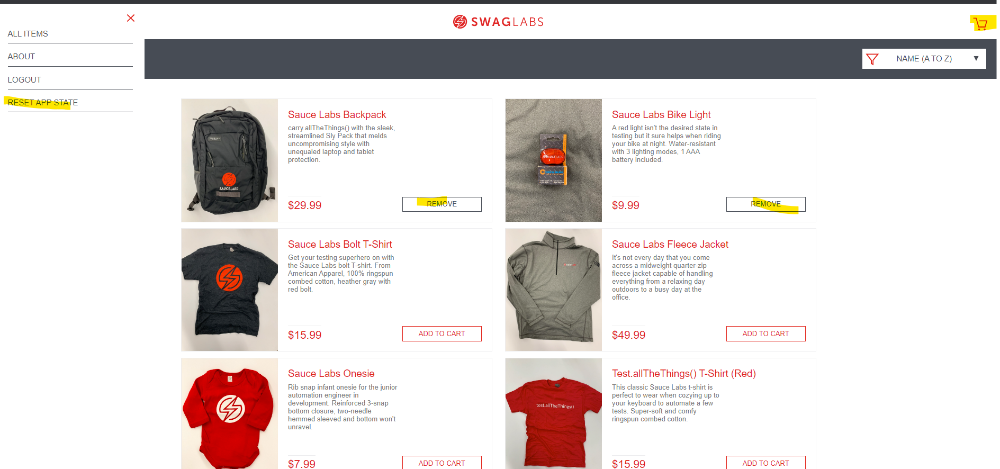 SWAGLABS
ALL ITEMS
ABOUT
LOGOUT
RESET APP STATE
NAME (A TO Z)
SAUCELABS
Sauce Labs Backpack
carry.allTheThings() with the sleek,
streamlined Sly Pack that melds
uncompromising style with
unequaled laptop and tablet
protection.
$29.99
REMOVE
SAUCELABS
Sauce Labs Bike Light
A red light isn't the desired state in
testing but it sure helps when riding
your bike at night. Water-resistant
with 3 lighting modes, 1 AAA
battery included.
$9.99
REMOVE
Sauce Labs Bolt T-Shirt
Get your testing superhero on with
the Sauce Labs bolt T-shirt. From
American Apparel, 100% ringspun
combed cotton, heather gray with
red bolt.
$15.99
ADD TO CART
Sauce Labs Fleece Jacket
It's not every day that you come
across a midweight quarter-zip
fleece jacket capable of handling
everything from a relaxing day
outdoors to a busy day at the
office.
$49.99
ADD TO CART
Sauce Labs Onesie
Rib snap infant onesie for the junior
automation engineer in
development. Reinforced 3-snap
bottom closure, two-needle
hemmed sleeved and bottom won't
unravel.
$7.99
ADD TO CART
test.allTheThings()
Test.allTheThings() T-Shirt (Red)
This classic Sauce Labs t-shirt is
perfect to wear when cozying up to
your keyboard to automate a few
tests. Super-soft and comfy
ringspun combed cotton.
$15.99
ADD TO CART